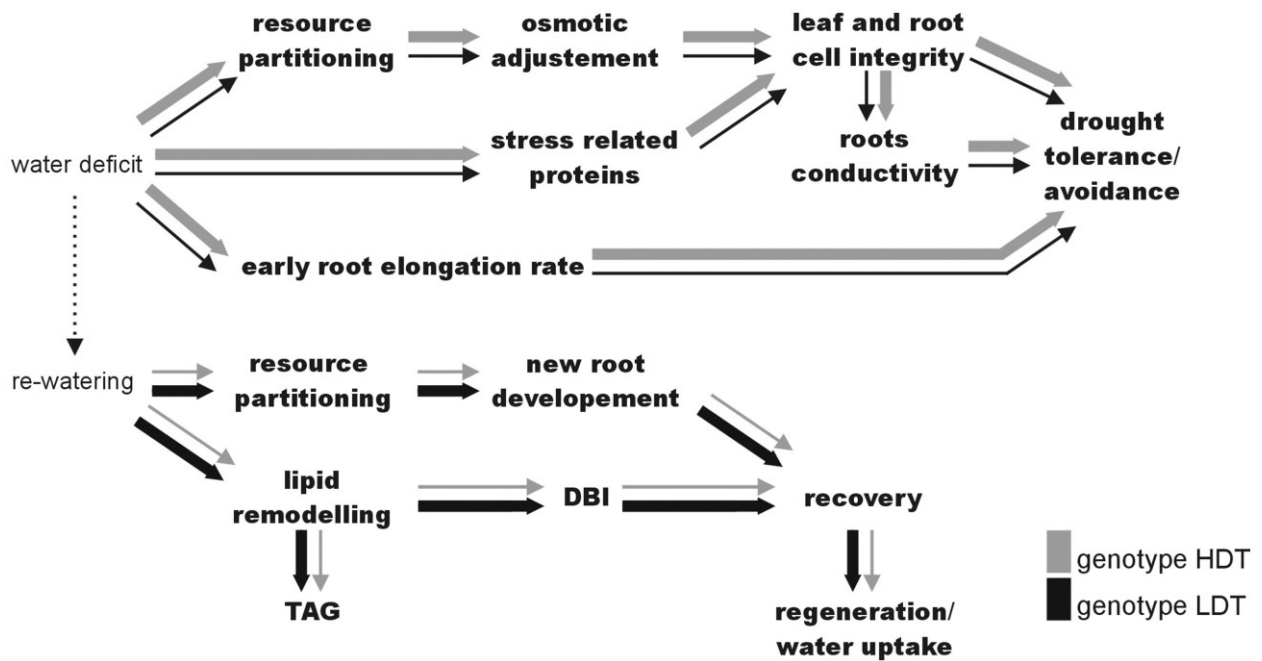 resource
partitioning
osmotic
adjustement
leaf and root
cell integrity
water deficit
stress related
proteins
roots
conductivity
drought
tolerance/
avoidance
early root elongation rate
re-watering
resource
partitioning
new root
developement
lipid
remodelling
DBI
recovery
TAG
regeneration/
water uptake
genotype HDT
genotype LDT